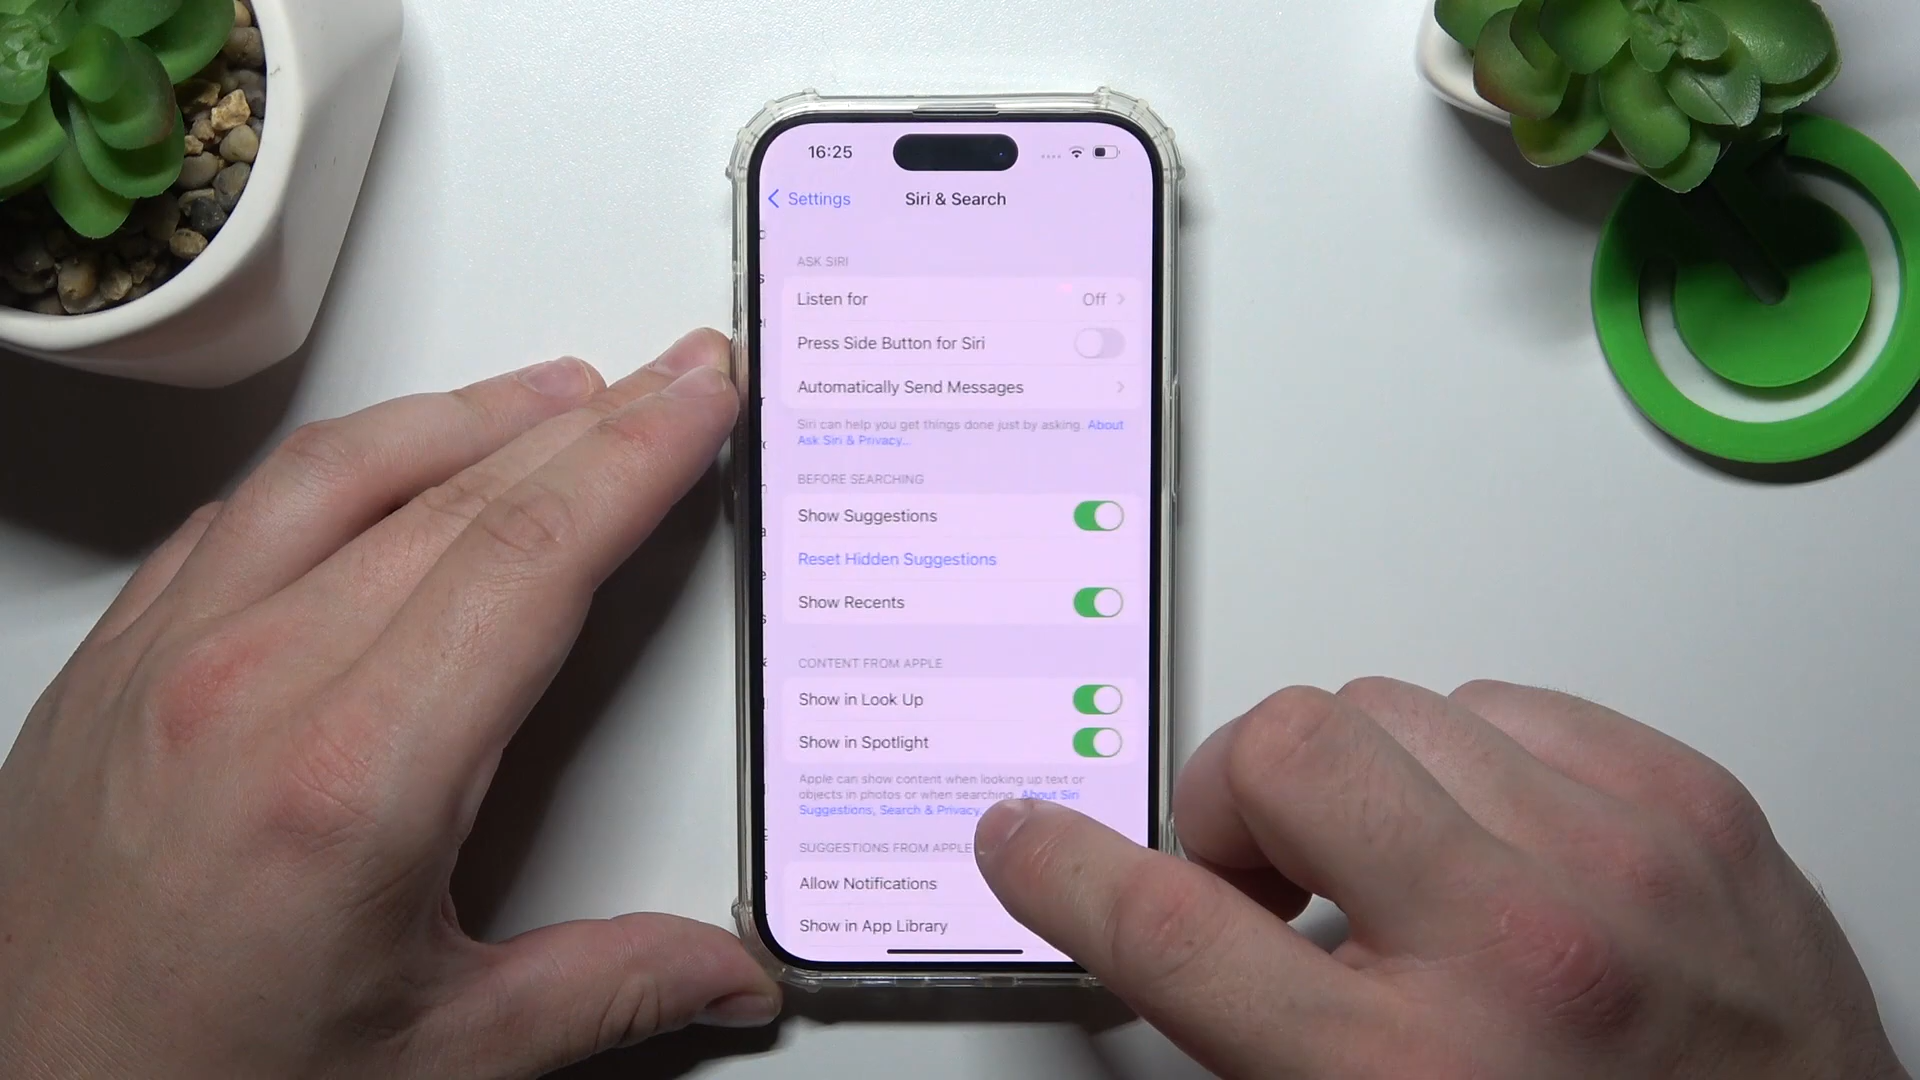 16:25
Settings
Siri & Search
ASK SIRI
Listen for Off
Press Side Button for Siri
Automatically Send Messages
Siri can help you get things done just by asking. About
Ask Siri & Privacy...
BEFORE SEARCHING
Show Suggestions
Reset Hidden Suggestions
Show Recents
CONTENT FROM APPLE
Show in Look Up
Show in Spotlight
Apple can show content when looking up text or
objects in photos or when searching. About Siri
Suggestions, Search & Privacy
SUGGESTIONS FROM APPLE
Allow Notifications
Show in App Library